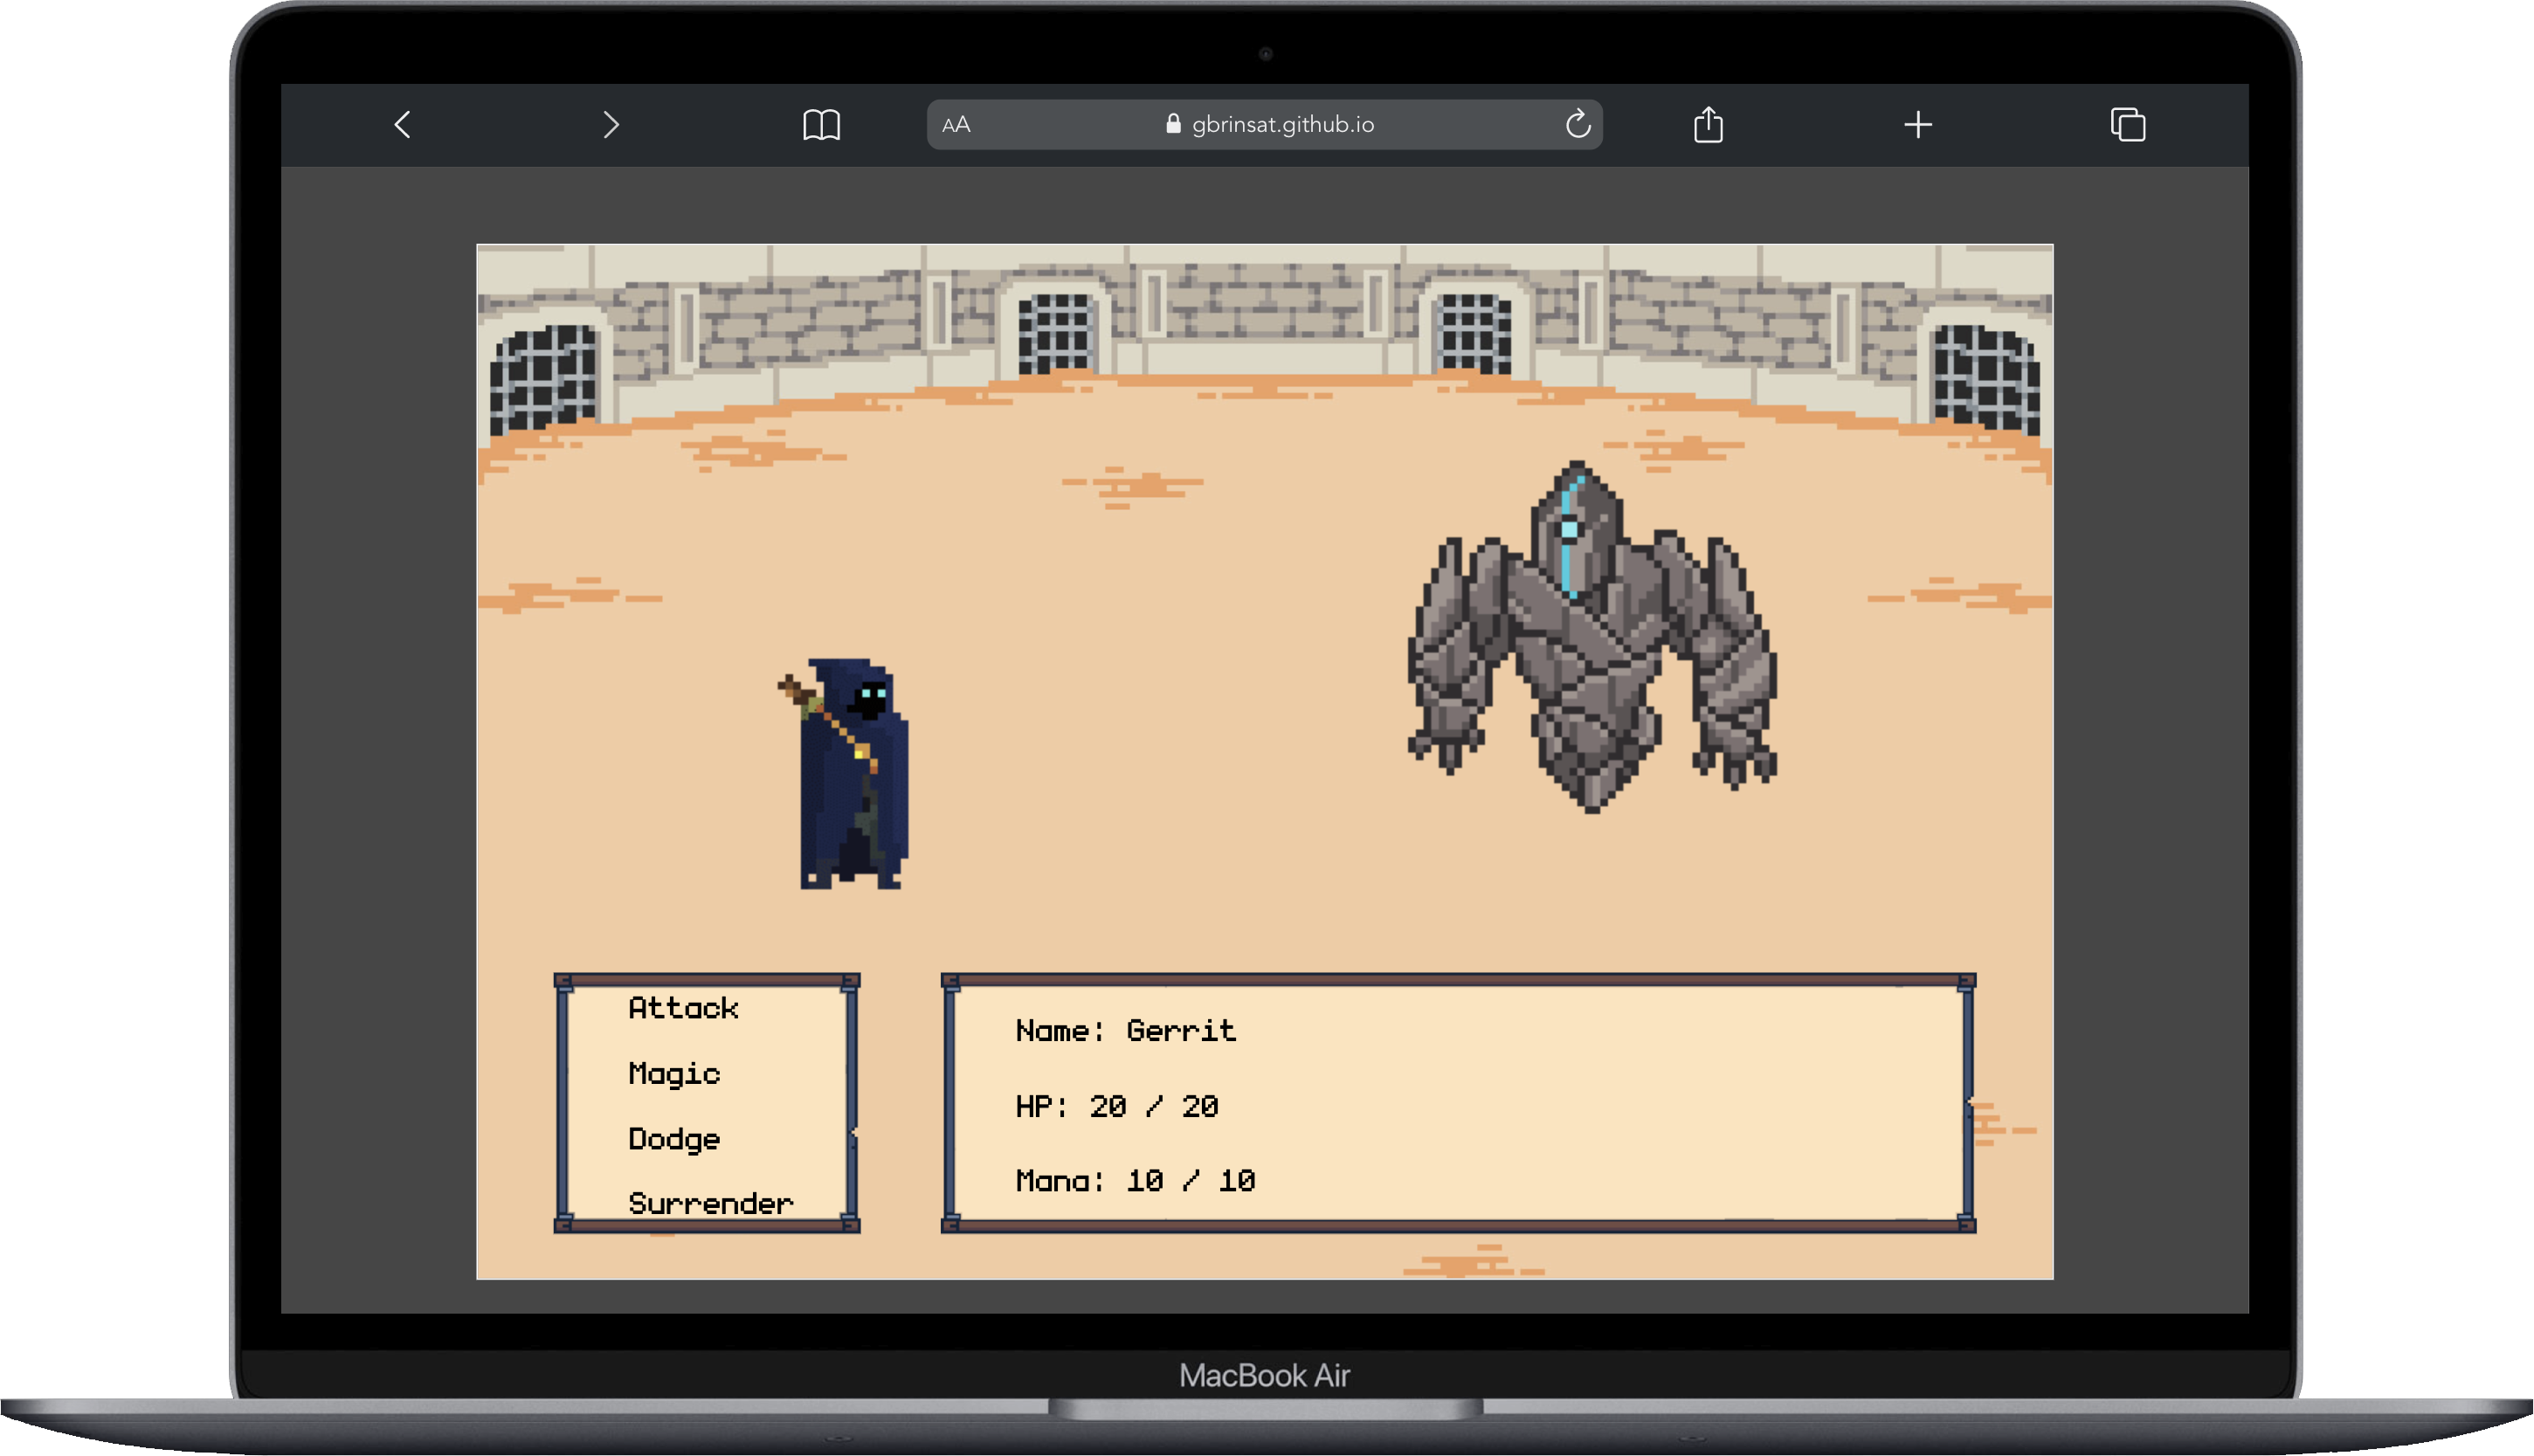 AA
gbrinsat.github.io
Attack
Magic
Dodge
Surrender
Name: Gerrit
HP: 20 / 20
Mana: 10 / 10
MacBook Air